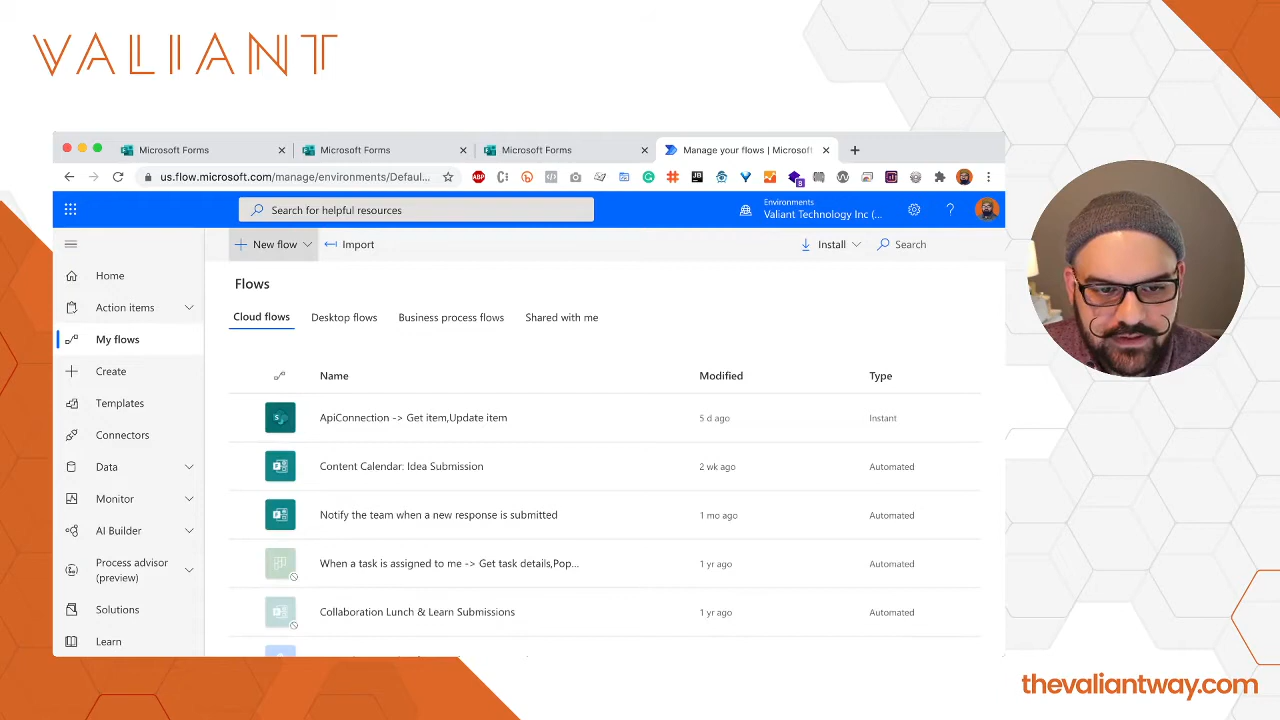 VALIANT
Microsoft Forms
Microsoft Forms
Microsoft Forms
Manage your flows | Microsoft
us.flow.microsoft.com/manage/environments/Defaul...
Search for helpful resources
Environments
Valiant Technology Inc (...
New flow
Import
Install
Search
Home
Action items
My flows
Create
Templates
Connectors
Data
Monitor
AI Builder
Process advisor
(preview)
Solutions
Learn
Flows
Cloud flows
Desktop flows
Business process flows
Shared with me
Name
Modified
Type
ApiConnection -> Get item,Update item
5 d ago
Instant
Content Calendar: Idea Submission
2 wk ago
Automated
Notify the team when a new response is submitted
1 mo ago
Automated
When a task is assigned to me -> Get task details,Pop...
1 yr ago
Automated
Collaboration Lunch & Learn Submissions
1 yr ago
Automated
thevaliantway.com